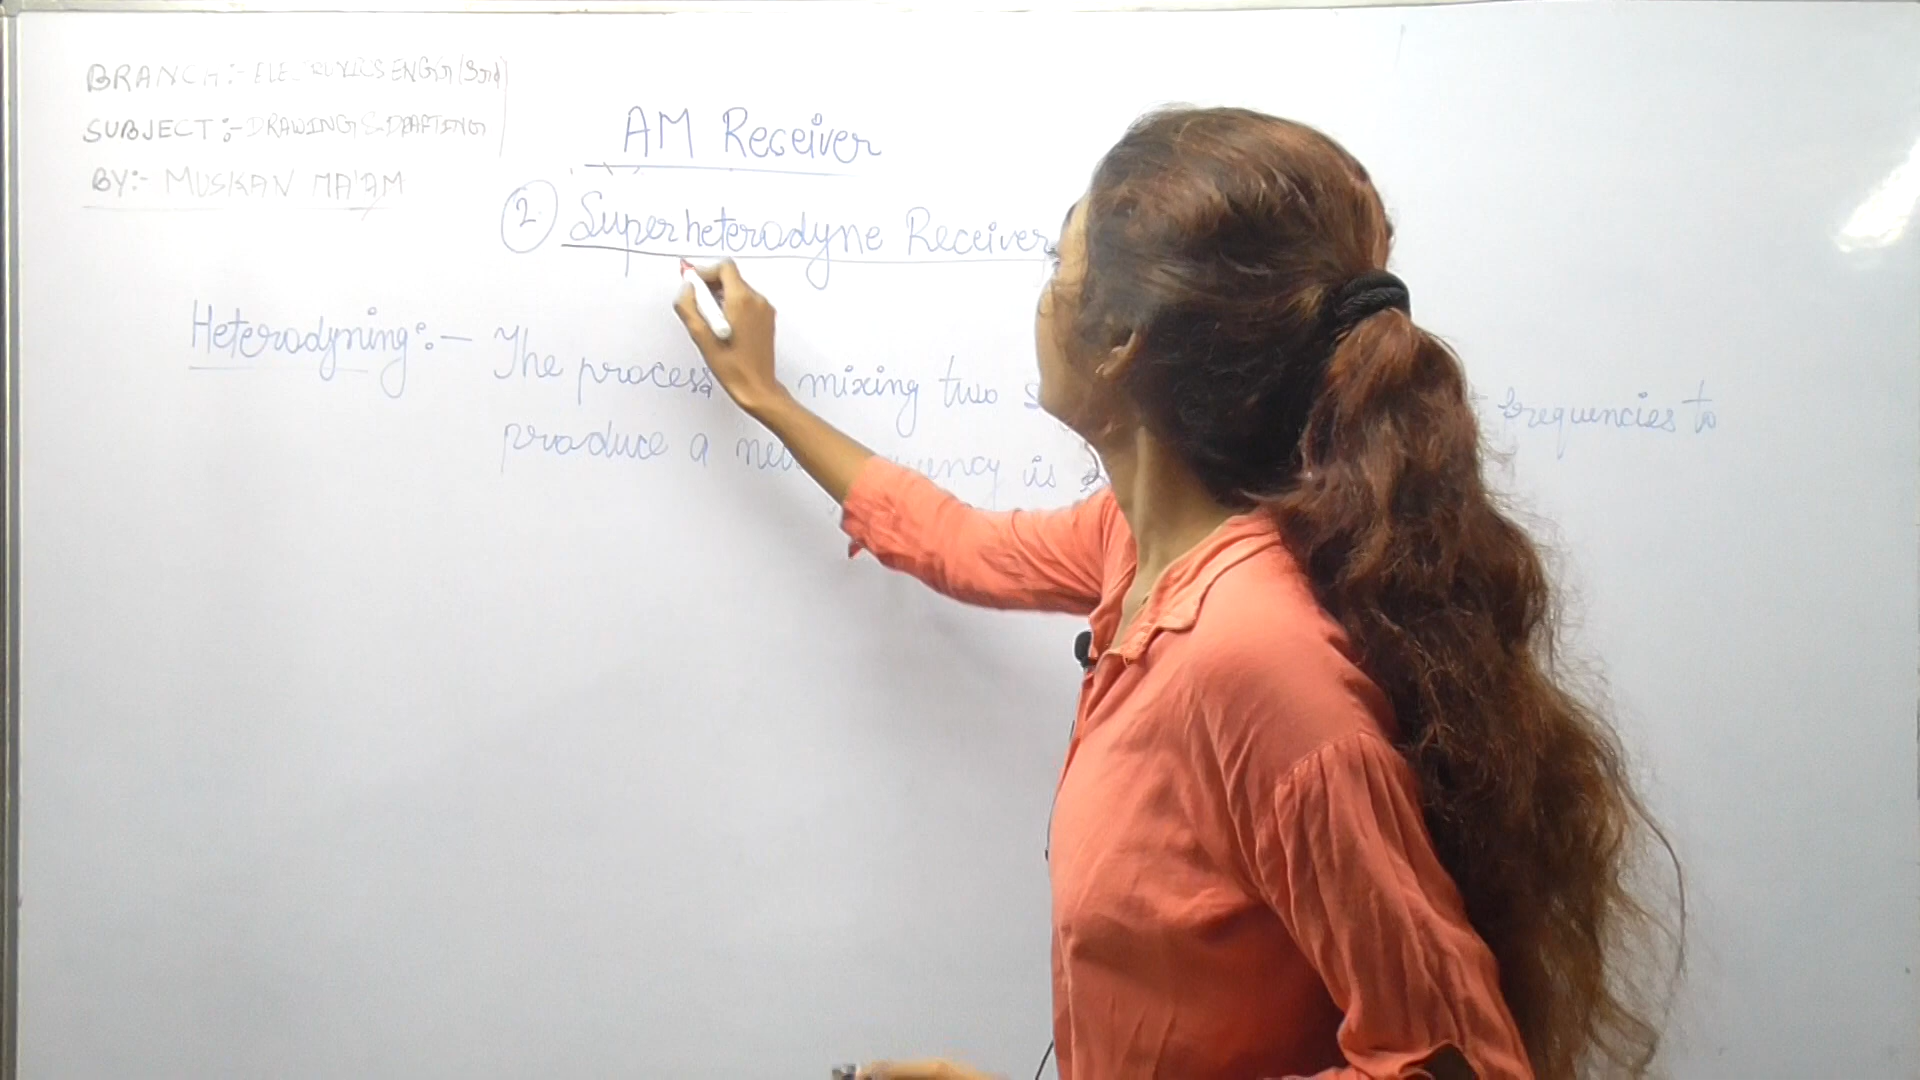 BRANCH:- ELECTRONICS ENGG (3rd)
SUBJECT:- DRAWING & DRAFTING
BY:- MUSKAN MA'AM
AM Receiver
2. Superheterodyne Receiver
Heterodyning:- The process mixing two frequencies to
produce a is